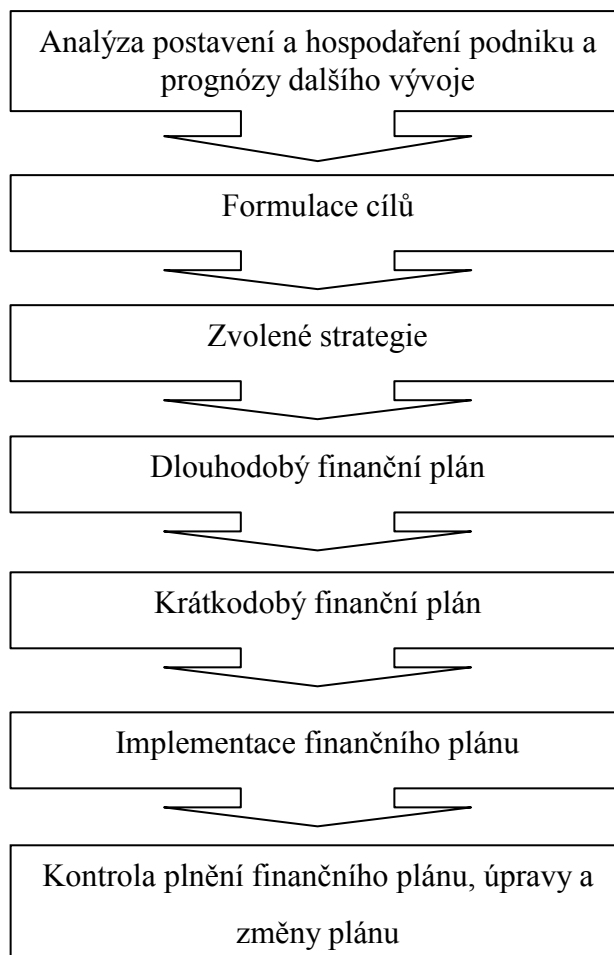 Analýza postavení a hospodaření podniku a
prognózy dalšího vývoje
Formulace cílů
Zvolené strategie
Dlouhodobý finanční plán
Krátkodobý finanční plán
Implementace finančního plánu
Kontrola plnění finančního plánu, úpravy a
změny plánu